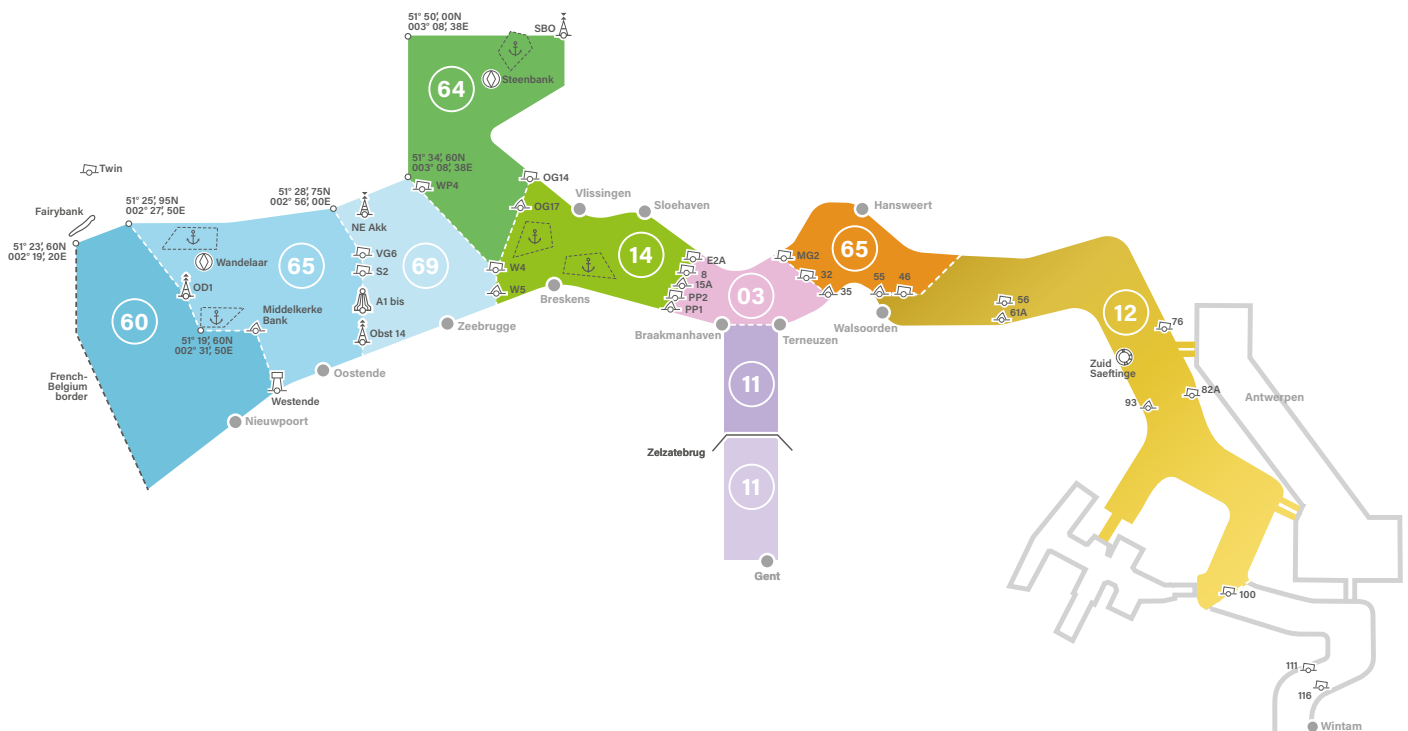 51° 50′, 00N
003° 08′, 38E
SBO
Steenbank
64
51° 34′, 60N
003° 08′, 38E
WP4
OG14
OG17
Vlissingen
Sloehaven
Twin
Fairybank
51° 25′, 95N
002° 27′, 50E
51° 28′, 75N
002° 56′, 00E
51° 23′, 60N
002° 19′, 20E
NE Akk
Wandelaar
65
VG6
S2
69
W4
W5
14
E2A
8
15A
PP2
PP1
OD1
A1 bis
Middelkerke
Bank
Obst 14
60
51° 19′, 60N
002° 31′, 50E
Zeebrugge
Breskens
French-
Belgium
border
Oostende
Westende
Nieuwpoort
03
Braakmanhaven
Terneuzen
MG2
32
35
65
Hansweert
55
46
Walsoorden
56
61A
12
76
Zuid
Saeftinge
82A
93
Antwerpen
11
Zelzatebrug
11
Gent
100
111
116
Wintam